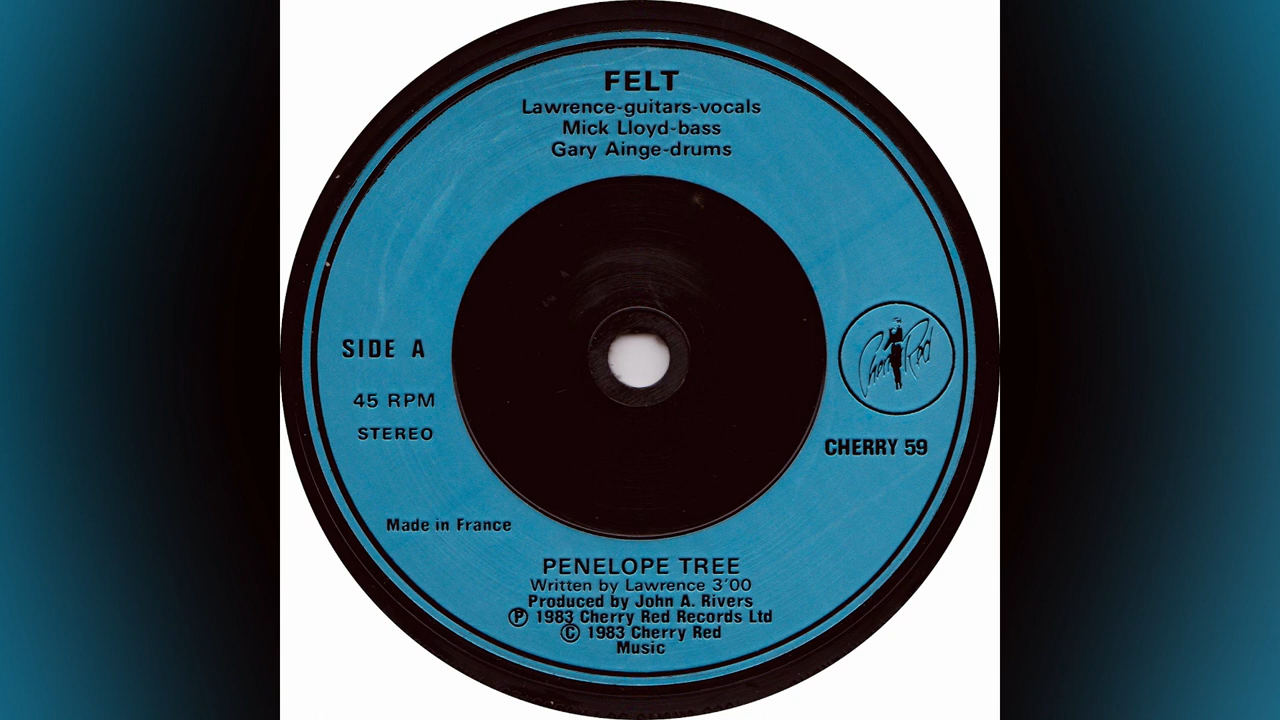 FELT
Lawrence-guitars-vocals
Mick Lloyd-bass
Gary Ainge-drums
SIDE A
45 RPM
STEREO
Cherry Red
CHERRY 59
Made in France
PENELOPE TREE
Written by Lawrence 3'00
Produced by John A. Rivers
Ⓟ 1983 Cherry Red Records Ltd
© 1983 Cherry Red
Music